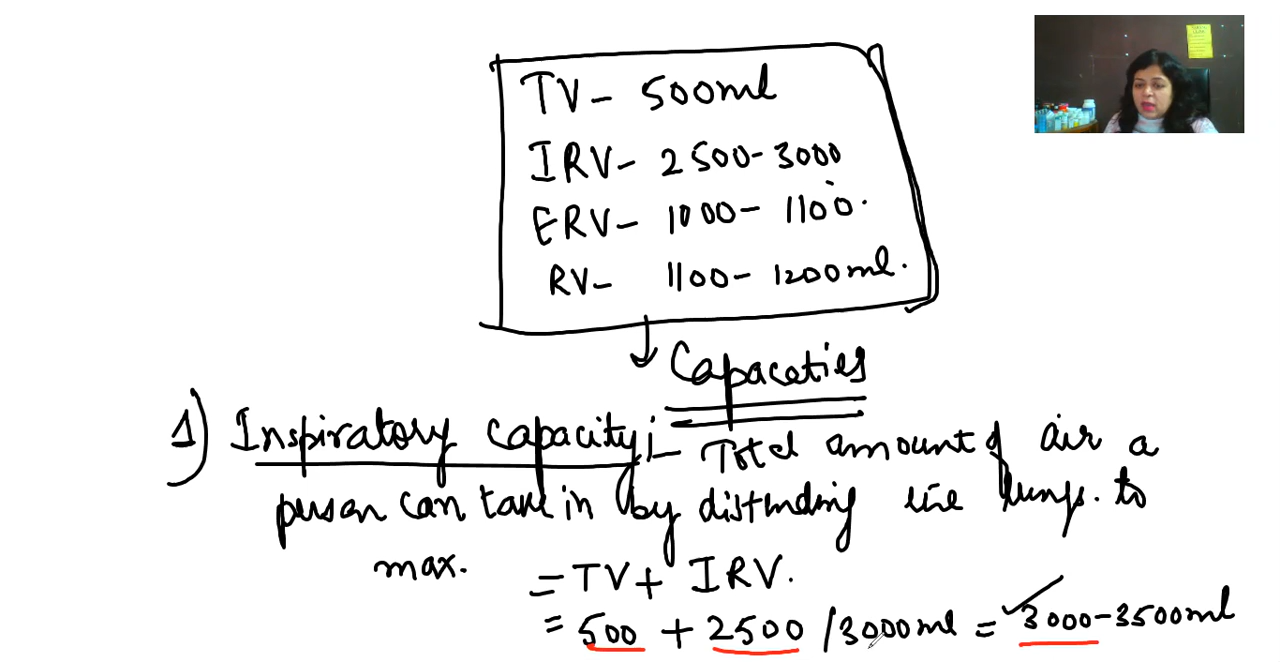 TV - 500ml
IRV - 2500-3000
ERV - 1000 - 1100.
RV - 1100 - 1200ml.
Capaceties
1) Inspiratory capacity:- Total amount of air a
person can take in by distending the lungs. to
max.
= TV + IRV.
= 500 + 2500 /3000ml = 3000-3500ml